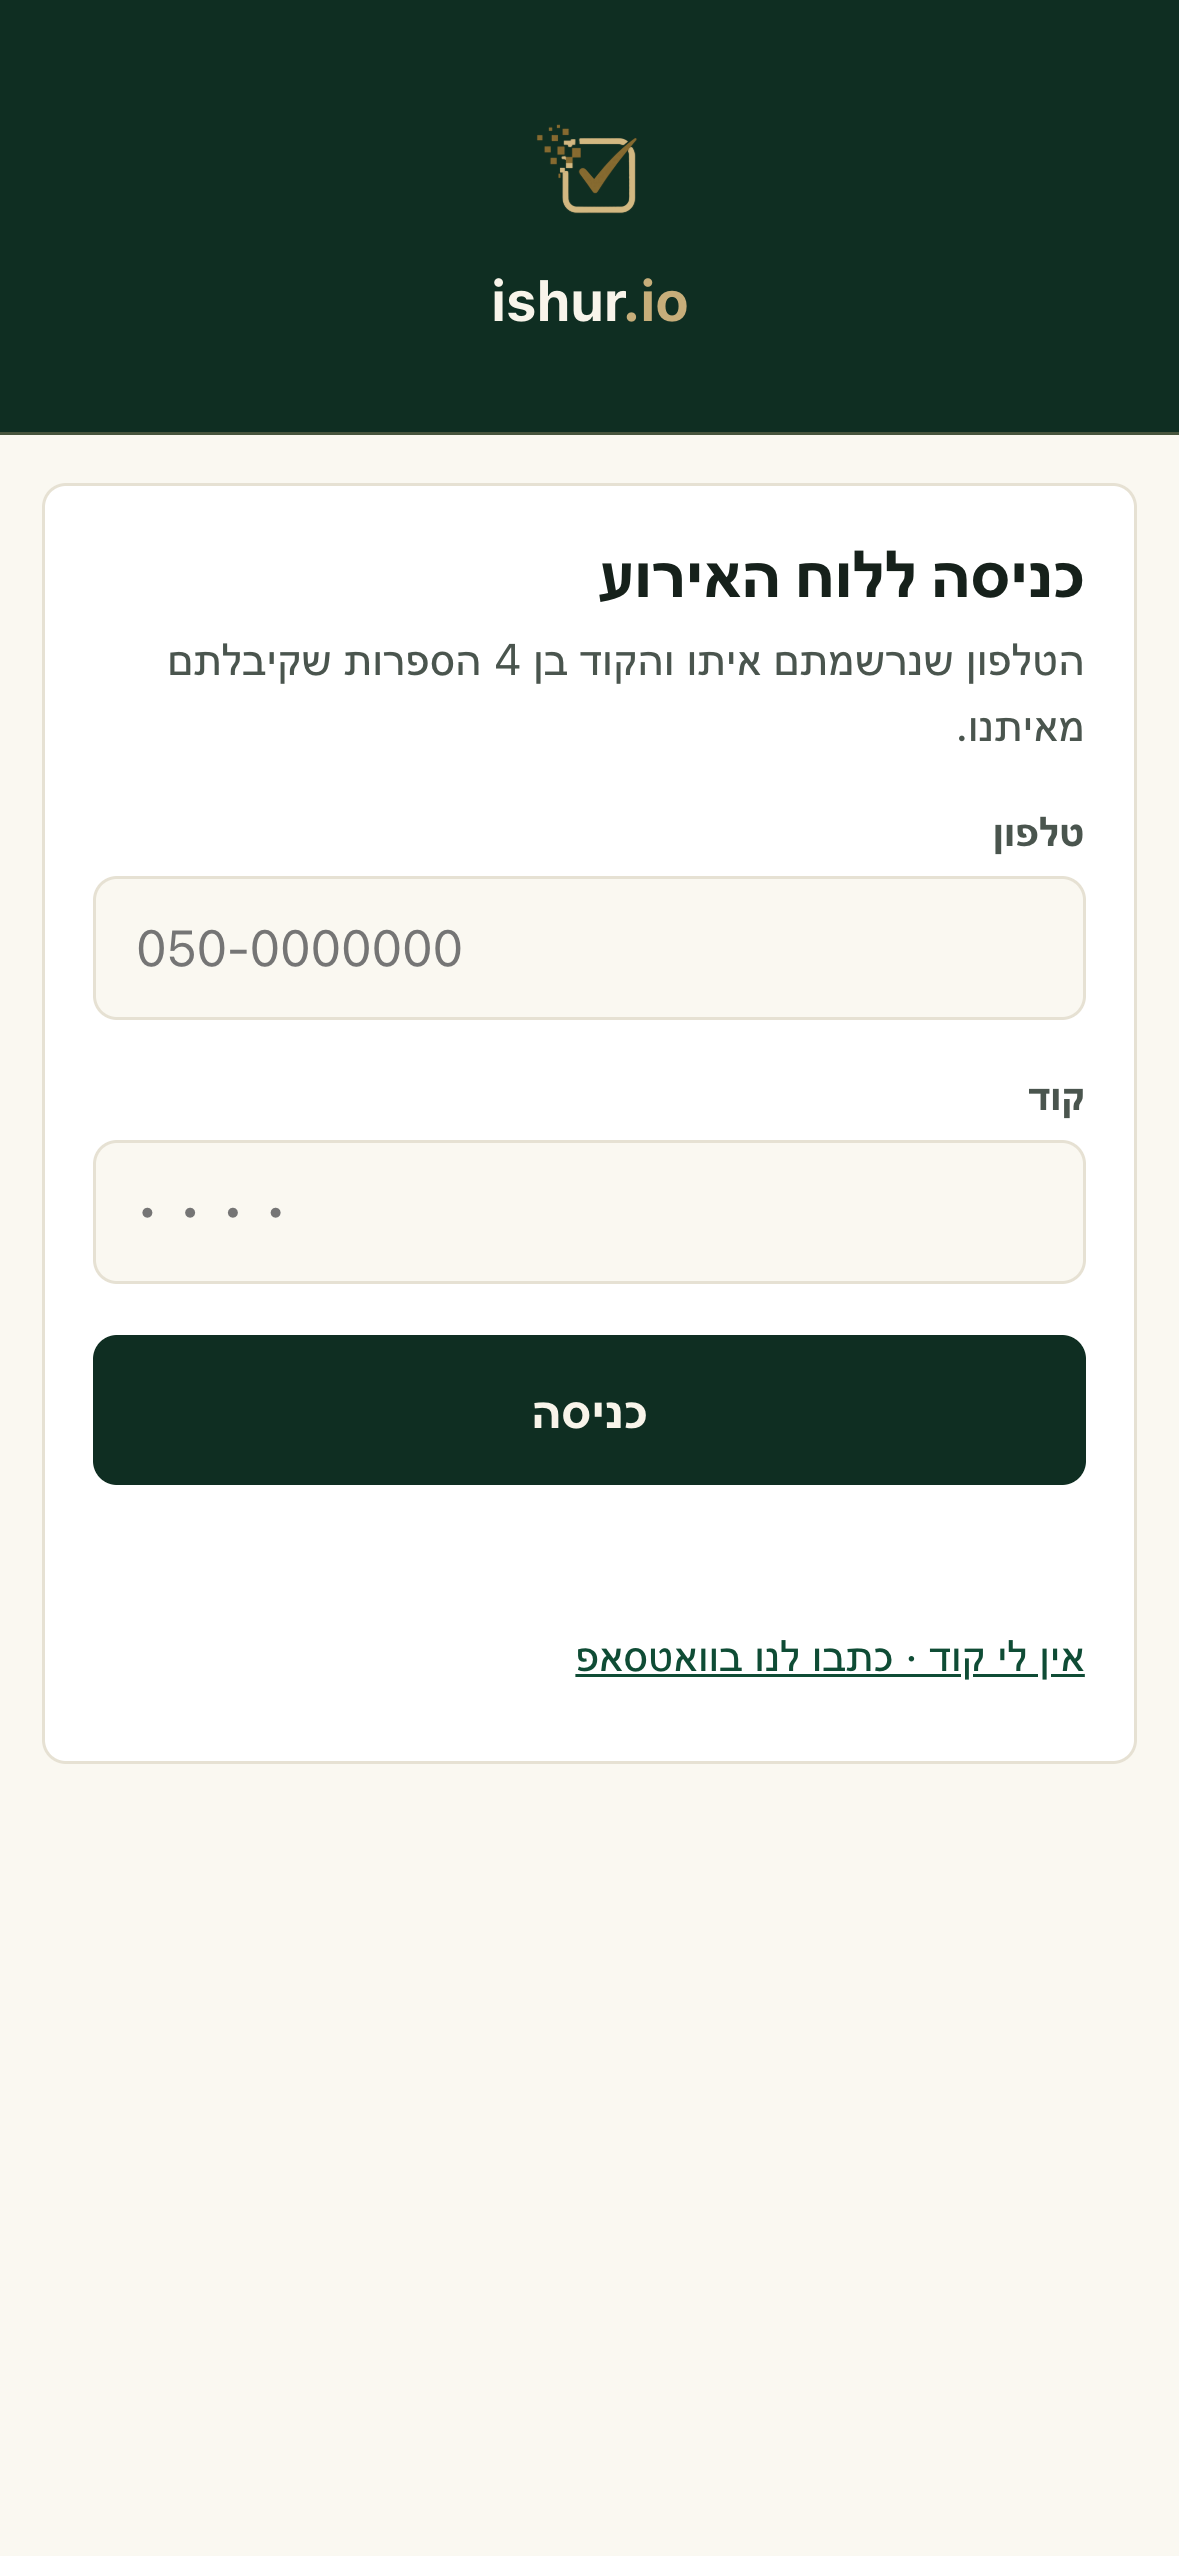 ishur.io
כניסה ללוח האירוע
הטלפון שנרשמתם איתו והקוד בן 4 הספרות שקיבלתם
מאיתנו.
טלפון
050-0000000
קוד
• • • •
כניסה
אין לי קוד · כתבו לנו בוואטסאפ